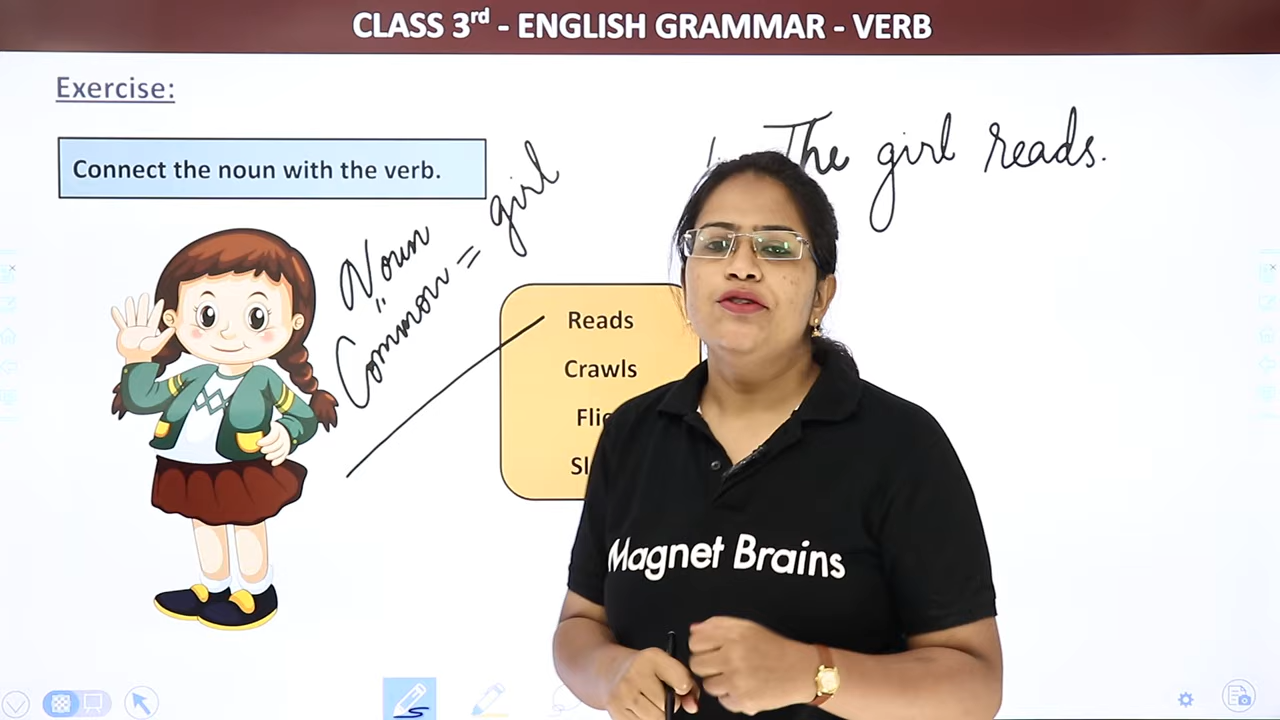 CLASS 3rd - ENGLISH GRAMMAR - VERB
Exercise:
The girl reads.
Connect the noun with the verb.
Noun
Common = girl
Reads
Crawls
Magnet Brains